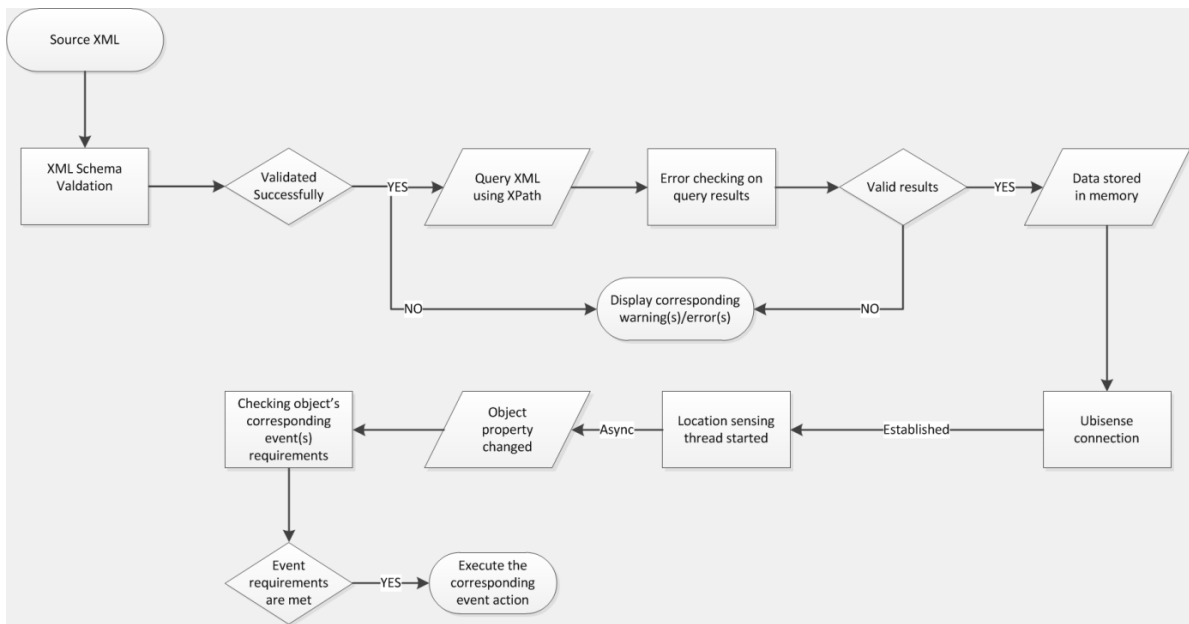 Source XML
XML Schema
Valdation
Validated
Successfully
YES
Query XML
using XPath
Error checking on
query results
Valid results
YES
Data stored
in memory
NO
Display corresponding
warning(s)/error(s)
NO
Checking object's
corresponding
event(s)
requirements
Object
property
changed
Async
Location sensing
thread started
Established
Ubisense
connection
Event
requirements
are met
YES
Execute the
corresponding
event action